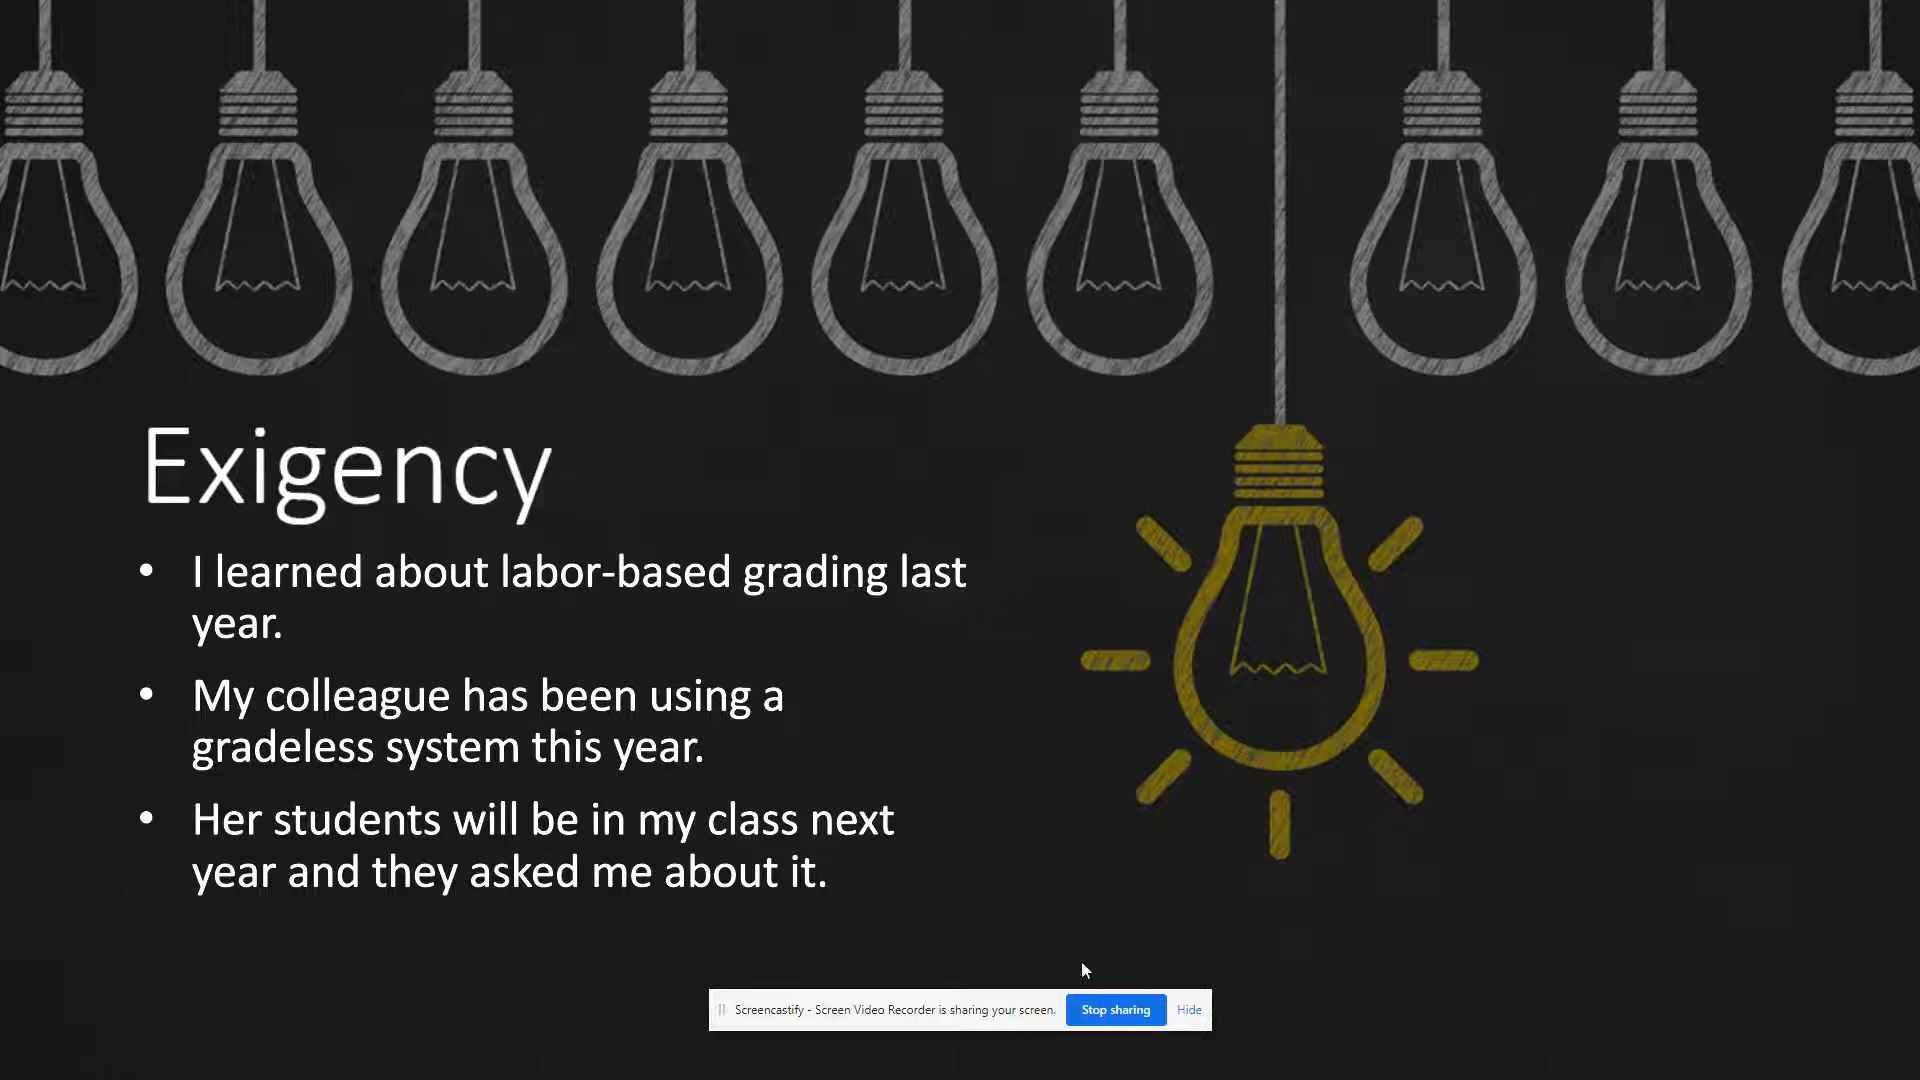 Exigency
• I learned about labor-based grading last
year.
• My colleague has been using a
gradeless system this year.
• Her students will be in my class next
year and they asked me about it.
Screencastify - Screen Video Recorder is sharing your screen. Stop sharing Hide